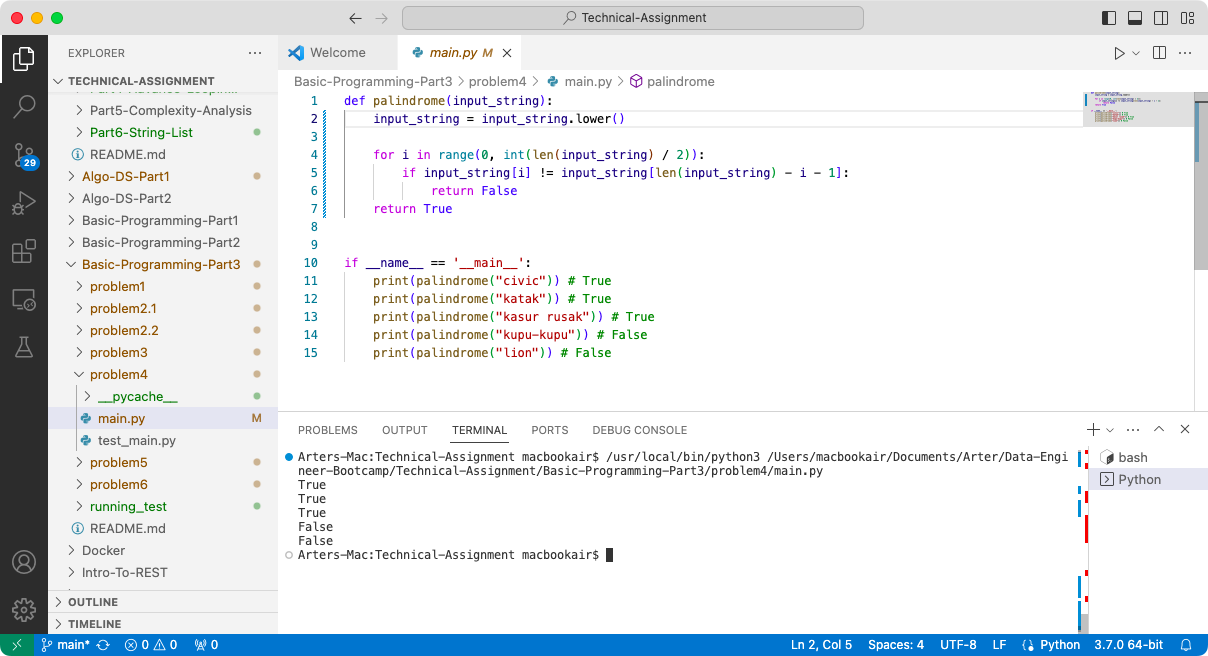 Technical-Assignment
EXPLORER
TECHNICAL-ASSIGNMENT
Part5-Complexity-Analysis
Part6-String-List
README.md
Algo-DS-Part1
Algo-DS-Part2
Basic-Programming-Part1
Basic-Programming-Part2
Basic-Programming-Part3
problem1
problem2.1
problem2.2
problem3
problem4
__pycache__
main.py M
test_main.py
problem5
problem6
running_test
README.md
Docker
Intro-To-REST
OUTLINE
TIMELINE
29
Welcome
main.py M
Basic-Programming-Part3 > problem4 > main.py > palindrome
1 def palindrome(input_string):
2 input_string = input_string.lower()
3
4 for i in range(0, int(len(input_string) / 2)):
5 if input_string[i] != input_string[len(input_string) - i - 1]:
6 return False
7 return True
8
9
10 if __name__ == '__main__':
11 print(palindrome("civic")) # True
12 print(palindrome("katak")) # True
13 print(palindrome("kasur rusak")) # True
14 print(palindrome("kupu-kupu")) # False
15 print(palindrome("lion")) # False
PROBLEMS OUTPUT TERMINAL PORTS DEBUG CONSOLE
Arters-Mac:Technical-Assignment macbookair$ /usr/local/bin/python3 /Users/macbookair/Documents/Arter/Data-Engi
neer-Bootcamp/Technical-Assignment/Basic-Programming-Part3/problem4/main.py
True
True
True
False
False
Arters-Mac:Technical-Assignment macbookair$
bash
Python
main* 0 0 0 Ln 2, Col 5 Spaces: 4 UTF-8 LF Python 3.7.0 64-bit